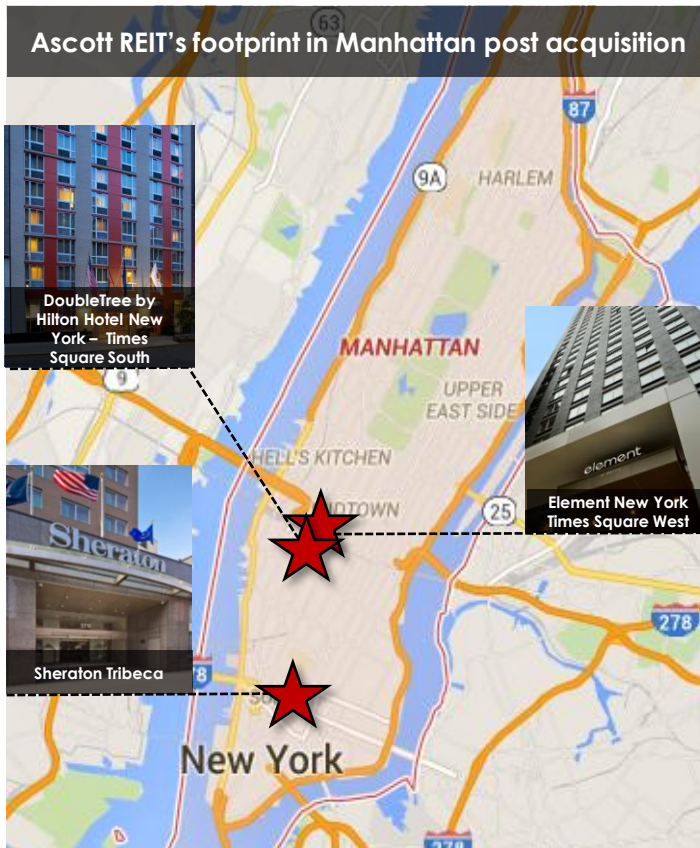 Ascott REIT's footprint in Manhattan post acquisition
63
87
9A
HARLEM
DoubleTree by
Hilton Hotel New
York – Times
Square South
MANHATTAN
9
UPPER
EAST SIDE
element
HELL'S KITCHEN
Element New York
Times Square West
25
Sheraton
278
Sheraton Tribeca
New York
278